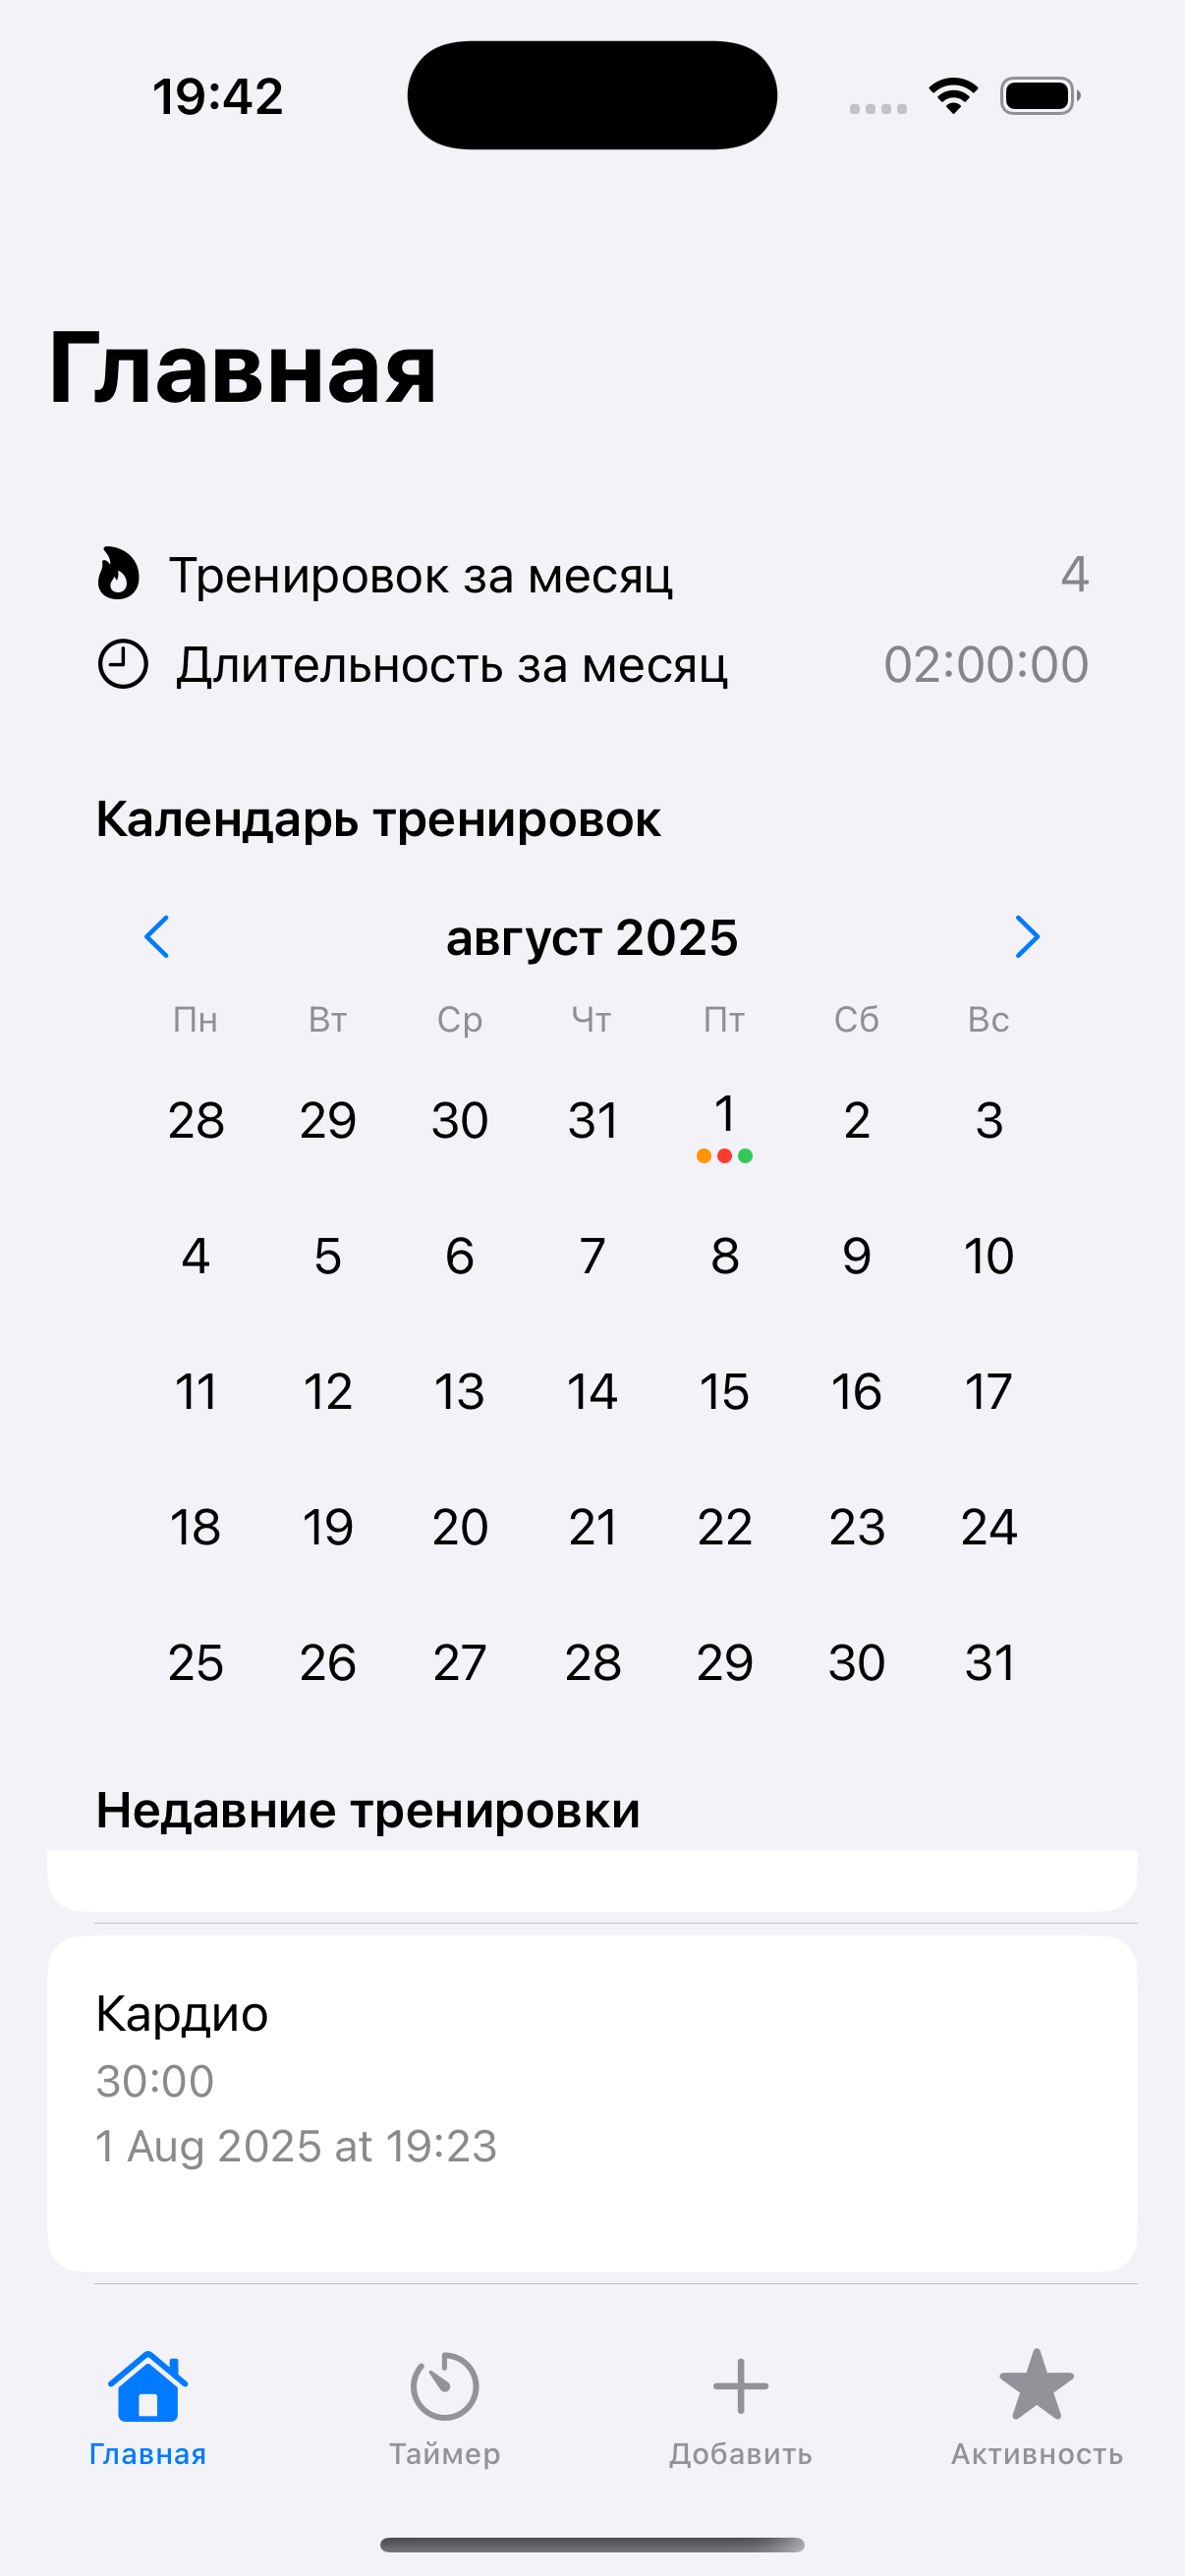 19:42
Главная
Тренировок за месяц 4
Длительность за месяц 02:00:00
Календарь тренировок
август 2025
Пн Вт Ср Чт Пт Сб Вс
28 29 30 31 1 2 3
4 5 6 7 8 9 10
11 12 13 14 15 16 17
18 19 20 21 22 23 24
25 26 27 28 29 30 31
Недавние тренировки
Кардио
30:00
1 Aug 2025 at 19:23
Главная Таймер Добавить Активность